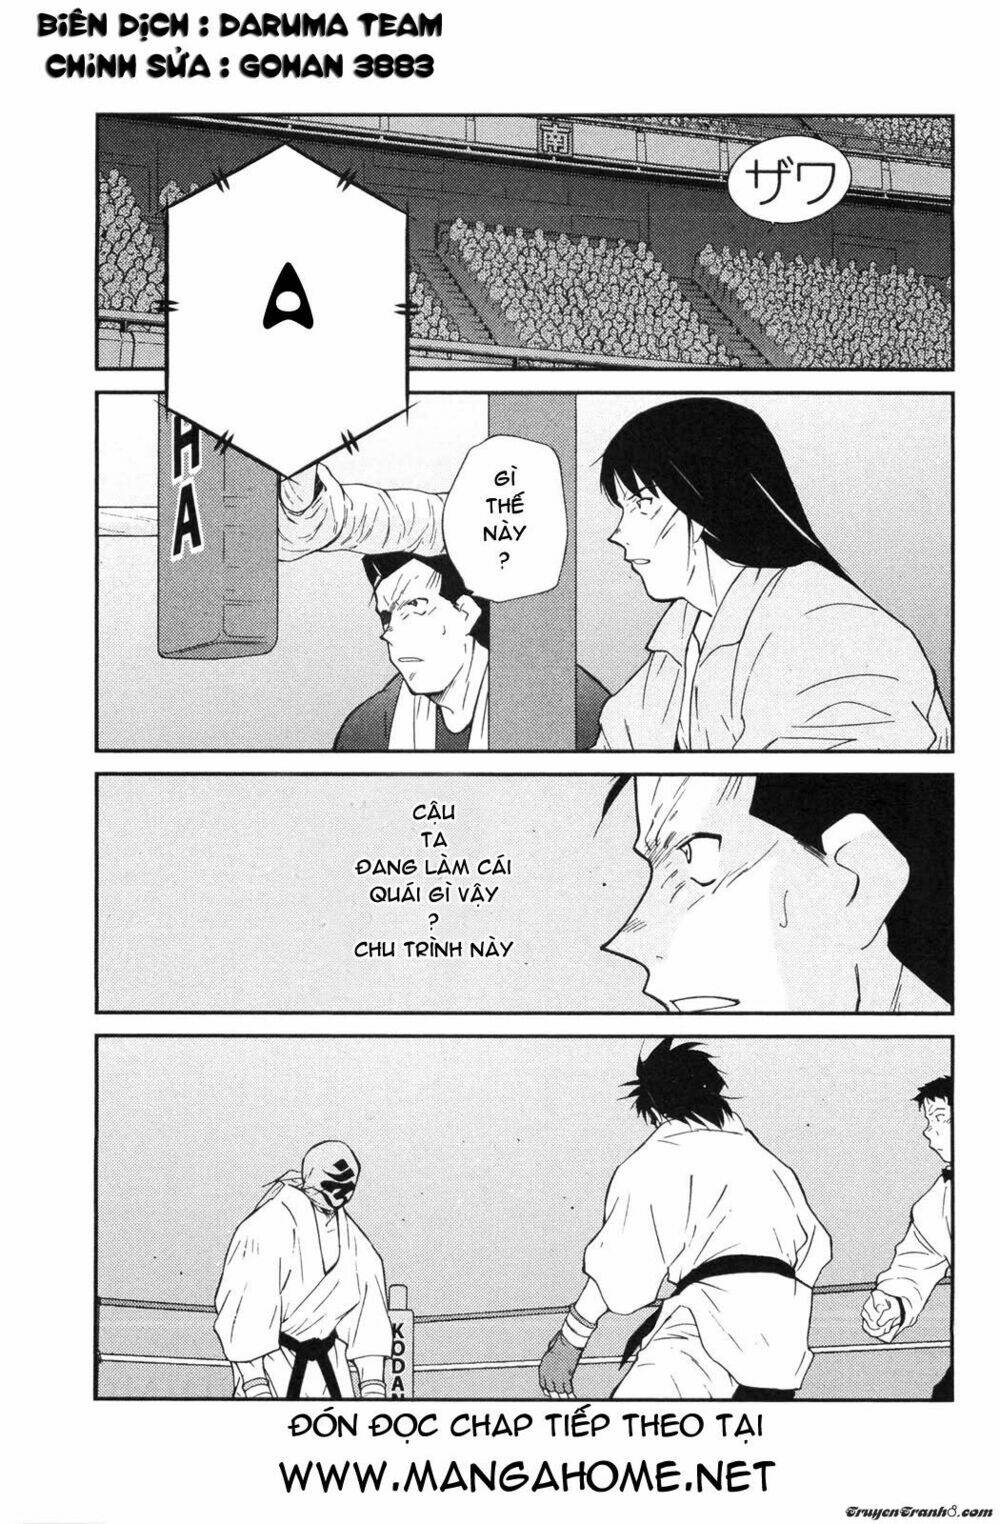 BIÊN DỊCH : DARUMA TEAM
CHỈNH SỬA : GOHAN 3883
南
ザワ
A
HA
GÌ
THẾ
NÀY
?
CẬU
TA
ĐANG LÀM CÁI
QUÁI GÌ VẬY
?
CHU TRÌNH NÀY
KODAN
ĐÓN ĐỌC CHAP TIẾP THEO TẠI
WWW.MANGAHOME.NET
TruyenTranh8.com